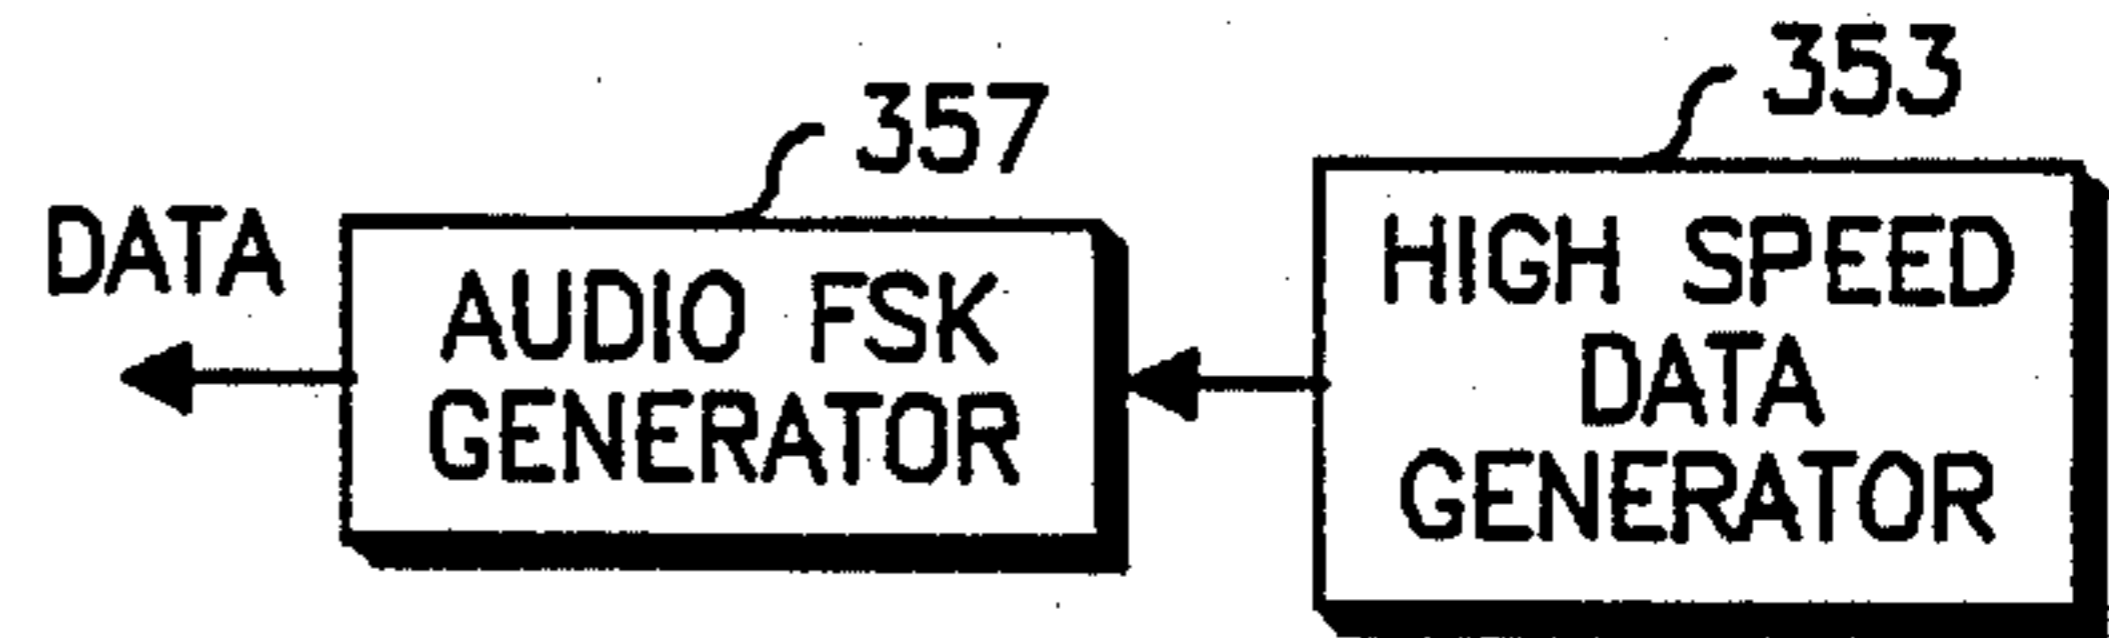 357
353
DATA
AUDIO FSK
GENERATOR
HIGH SPEED
DATA
GENERATOR